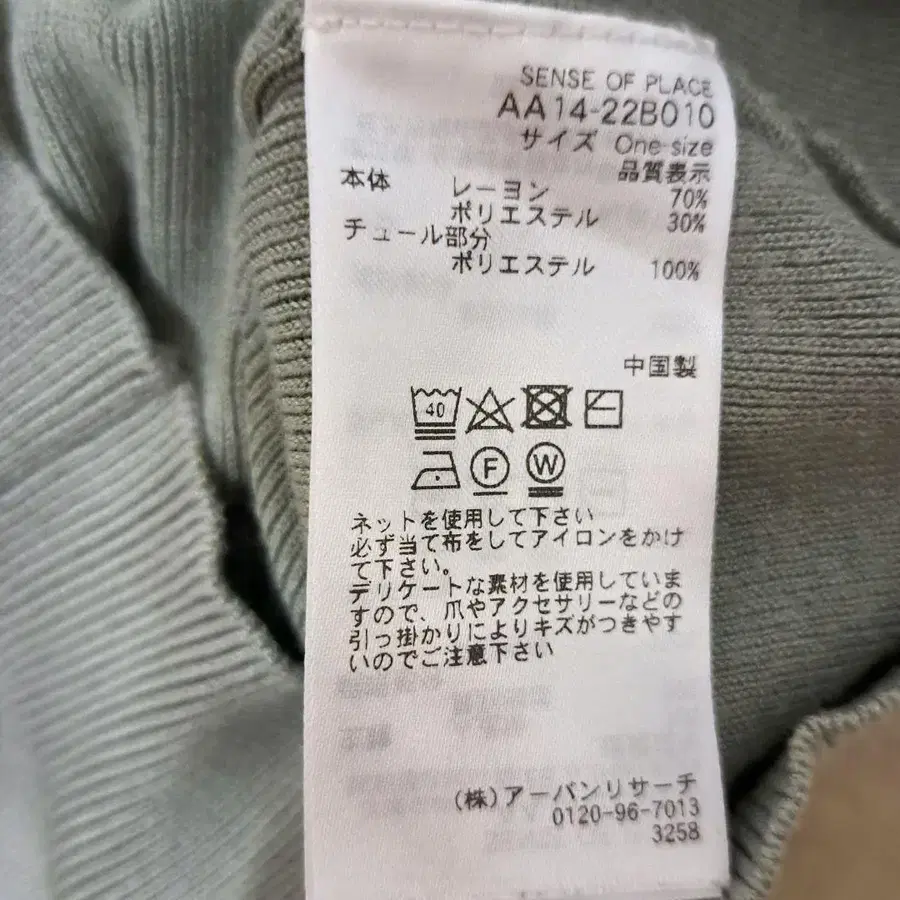 SENSE OF PLACE
AA14-22B010
サイズ One-size
品質表示
本体 レーヨン 70%
ポリエステル 30%
チュール部分
ポリエステル 100%
中国製
40
F W
ネットを使用して下さい
必ず当て布をしてアイロンをかけ
て下さい。
デリケートな素材を使用していま
すので、爪やアクセサリーなどの
引っ掛かりによりキズがつきやす
いのでご注意下さい
(株)アーバンリサーチ
0120-96-7013
3258